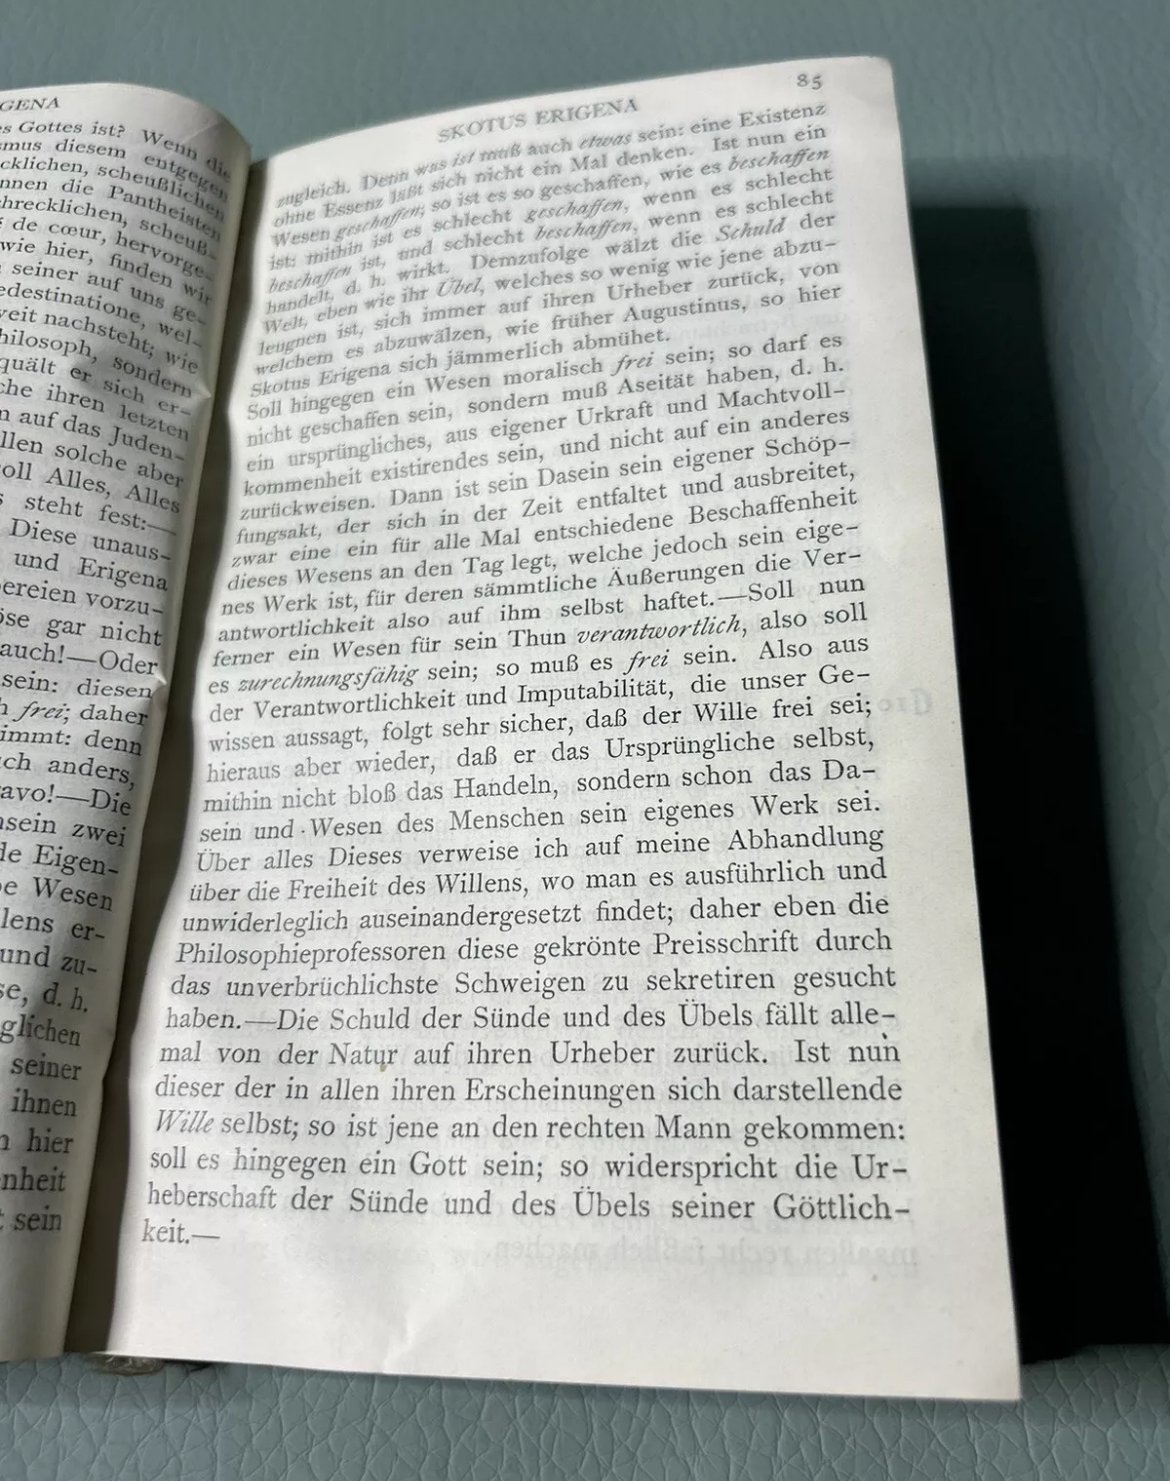 GENA
s Gottes ist? Wenn die
smus diesem entgegen
cklichen, scheußlichen
nnen die Pantheisten
hrecklichen, scheuß-
de cœur, hervorge-
wie hier, finden wir
seiner auf uns ge-
edestinatione, wel-
veit nachsteht; wie
hilosoph, sondern
quält er sich er-
che ihren letzten
n auf das Juden-
llen solche aber
oll Alles, Alles
s steht fest:—
Diese unaus-
und Erigena
ereien vorzu-
öse gar nicht
auch!—Oder
sein: diesen
h frei; daher
immt: denn
ch anders,
avo!—Die
nsein zwei
de Eigen-
e Wesen
lens er-
und zu-
se, d. h.
glichen
seiner
ihnen
n hier
nheit
t sein
85
SKOTUS ERIGENA
zugleich. Denn was ist muß auch etwas sein: eine Existenz
ohne Essenz läßt sich nicht ein Mal denken. Ist nun ein
Wesen geschaffen; so ist es so geschaffen, wie es beschaffen
ist: mithin ist es schlecht geschaffen, wenn es schlecht
beschaffen ist, und schlecht beschaffen, wenn es schlecht
handelt, d. h. wirkt. Demzufolge wälzt die Schuld der
Welt, eben wie ihr Übel, welches so wenig wie jene abzu-
leugnen ist, sich immer auf ihren Urheber zurück, von
welchem es abzuwälzen, wie früher Augustinus, so hier
Skotus Erigena sich jämmerlich abmühet.
Soll hingegen ein Wesen moralisch frei sein; so darf es
nicht geschaffen sein, sondern muß Aseität haben, d. h.
ein ursprüngliches, aus eigener Urkraft und Machtvoll-
kommenheit existirendes sein, und nicht auf ein anderes
zurückweisen. Dann ist sein Dasein sein eigener Schöp-
fungsakt, der sich in der Zeit entfaltet und ausbreitet,
zwar eine ein für alle Mal entschiedene Beschaffenheit
dieses Wesens an den Tag legt, welche jedoch sein eige-
nes Werk ist, für deren sämmtliche Äußerungen die Ver-
antwortlichkeit also auf ihm selbst haftet.—Soll nun
ferner ein Wesen für sein Thun verantwortlich, also soll
es zurechnungsfähig sein; so muß es frei sein. Also aus
der Verantwortlichkeit und Imputabilität, die unser Ge-
wissen aussagt, folgt sehr sicher, daß der Wille frei sei;
hieraus aber wieder, daß er das Ursprüngliche selbst,
mithin nicht bloß das Handeln, sondern schon das Da-
sein und Wesen des Menschen sein eigenes Werk sei.
Über alles Dieses verweise ich auf meine Abhandlung
über die Freiheit des Willens, wo man es ausführlich und
unwiderleglich auseinandergesetzt findet; daher eben die
Philosophieprofessoren diese gekrönte Preisschrift durch
das unverbrüchlichste Schweigen zu sekretiren gesucht
haben.—Die Schuld der Sünde und des Übels fällt alle-
mal von der Natur auf ihren Urheber zurück. Ist nun
dieser der in allen ihren Erscheinungen sich darstellende
Wille selbst; so ist jene an den rechten Mann gekommen:
soll es hingegen ein Gott sein; so widerspricht die Ur-
heberschaft der Sünde und des Übels seiner Göttlich-
keit.—